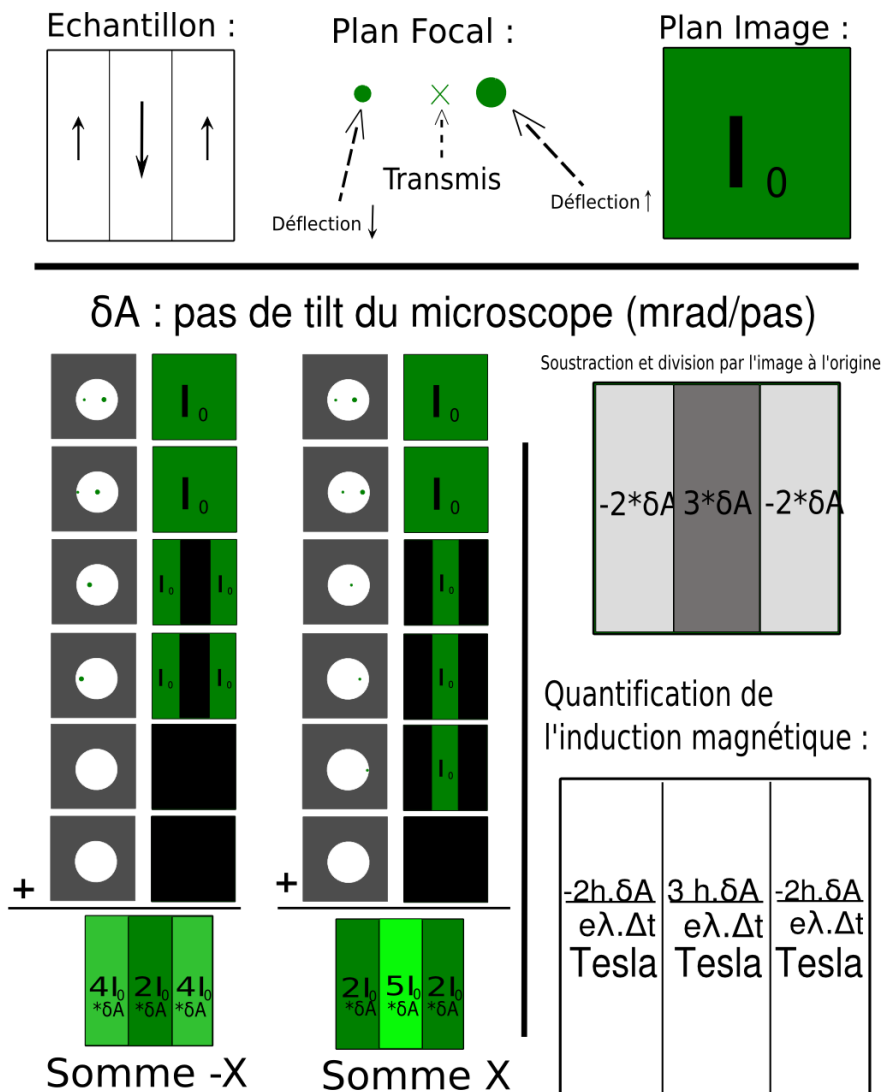 Echantillon :
Plan Focal :
Plan Image :
Transmis
Déflection ↓
Déflection ↑
I₀
δA : pas de tilt du microscope (mrad/pas)
I₀
I₀
I₀ I₀
I₀ I₀
+
4I₀ 2I₀ 4I₀
*δA *δA *δA
Somme -X
I₀
I₀
I₀
I₀
I₀
+
2I₀ 5I₀ 2I₀
*δA *δA *δA
Somme X
Soustraction et division par l'image à l'origine
-2*δA 3*δA -2*δA
Quantification de
l'induction magnétique :
-2h.δA 3 h.δA -2h.δA
eλ.Δt eλ.Δt eλ.Δt
Tesla Tesla Tesla